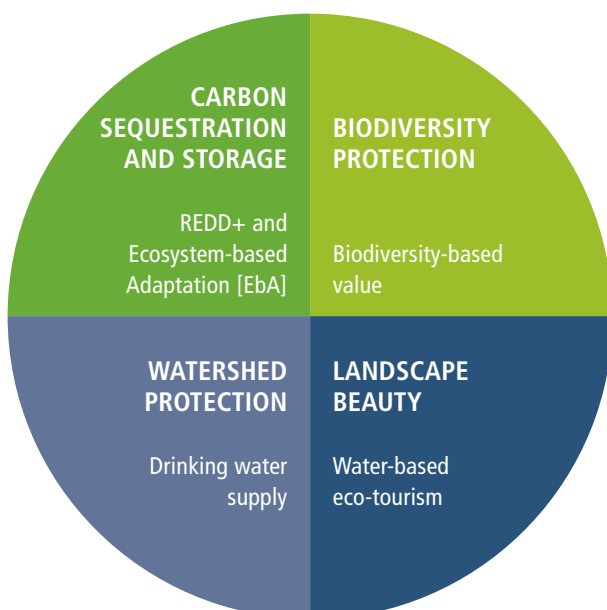 CARBON
SEQUESTRATION
AND STORAGE
REDD+ and
Ecosystem-based
Adaptation [EbA]
BIODIVERSITY
PROTECTION
Biodiversity-based
value
WATERSHED
PROTECTION
Drinking water
supply
LANDSCAPE
BEAUTY
Water-based
eco-tourism